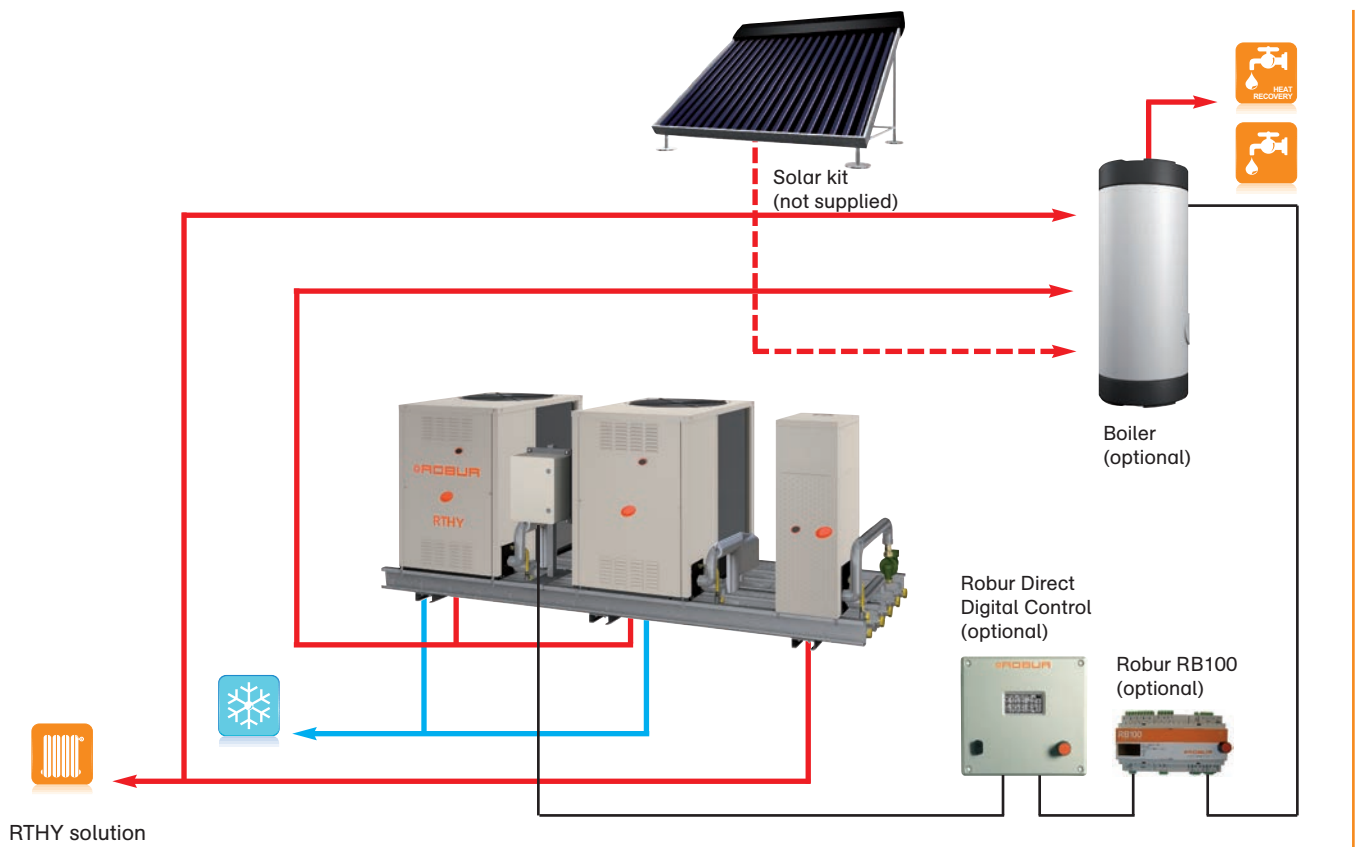 HEAT
RECOVERY
Solar kit
(not supplied)
Boiler
(optional)
ROBUR
RTHY
Robur Direct
Digital Control
(optional)
ROBUR
Robur RB100
(optional)
RB100
ROBUR
RTHY solution